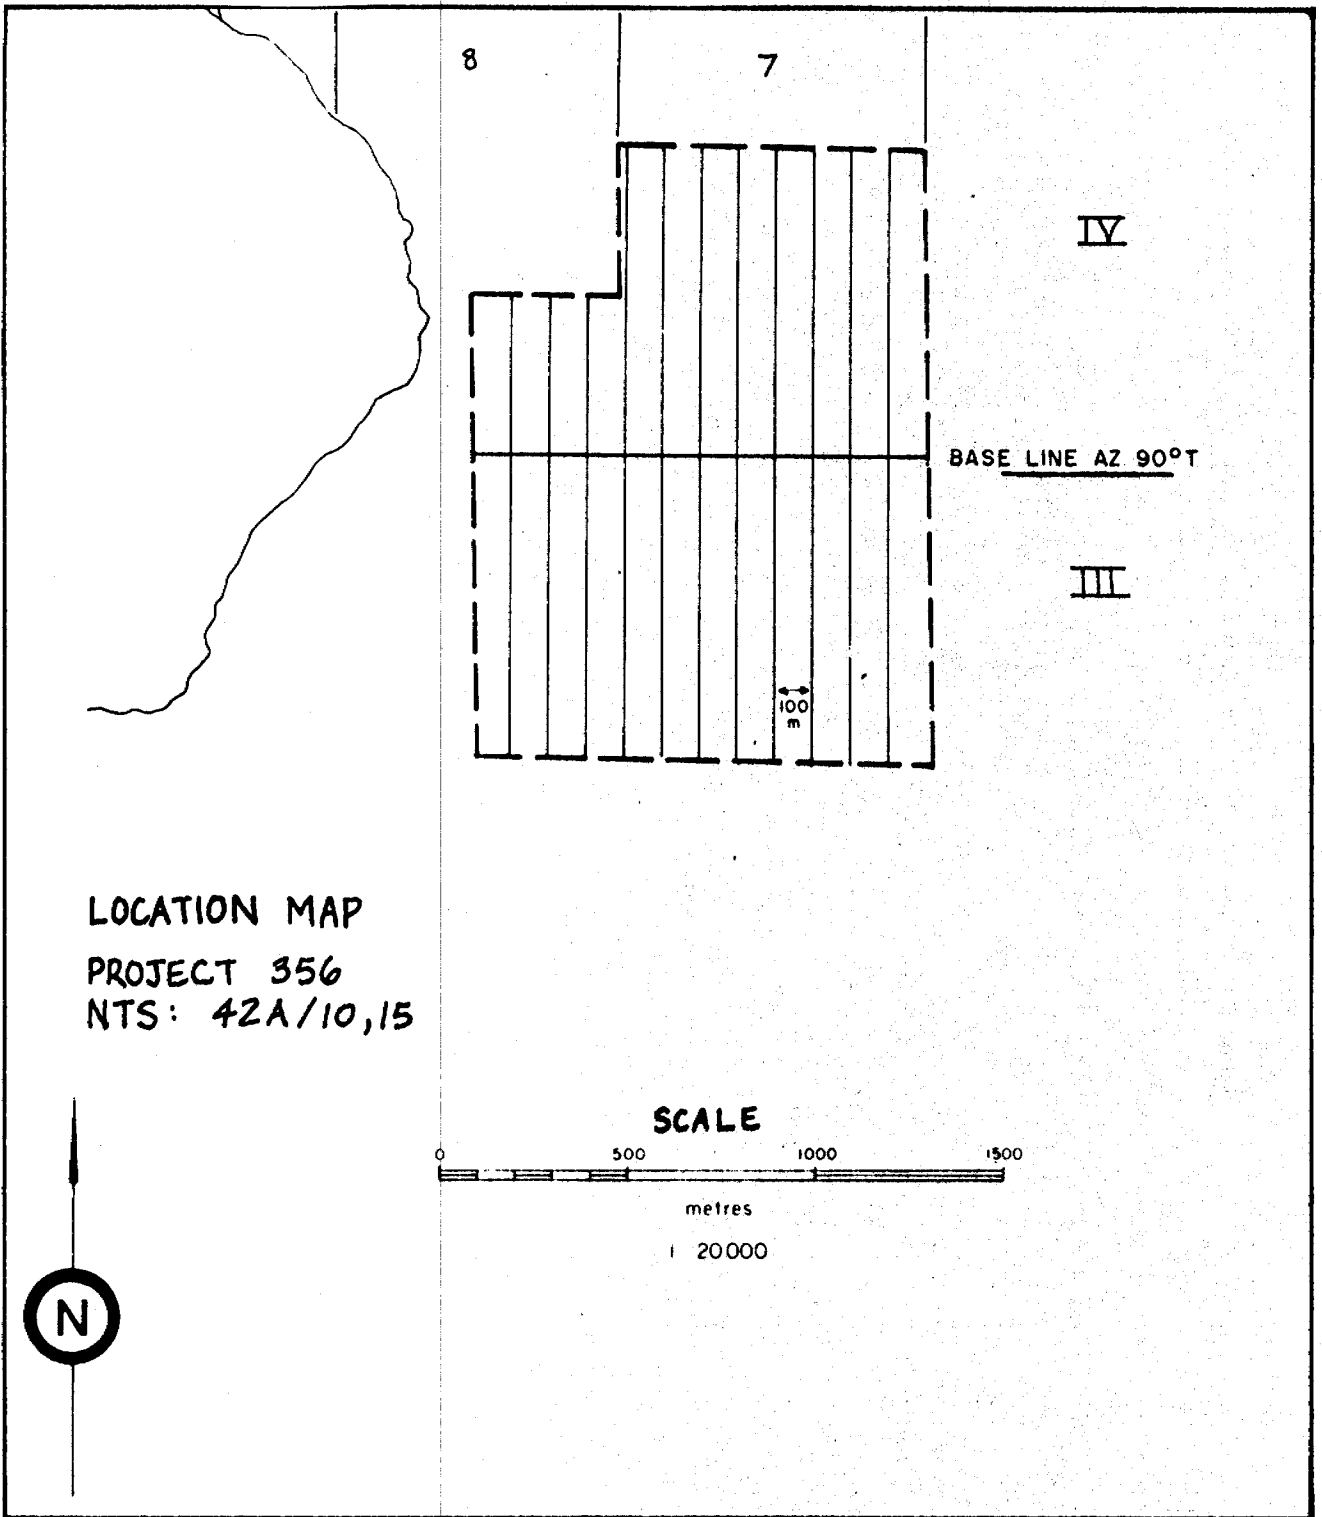 8
7
IV
BASE LINE AZ 90°T
III
100
m
LOCATION MAP
PROJECT 356
NTS: 42A/10,15
SCALE
0 500 1000 1500
metres
1 20000
N